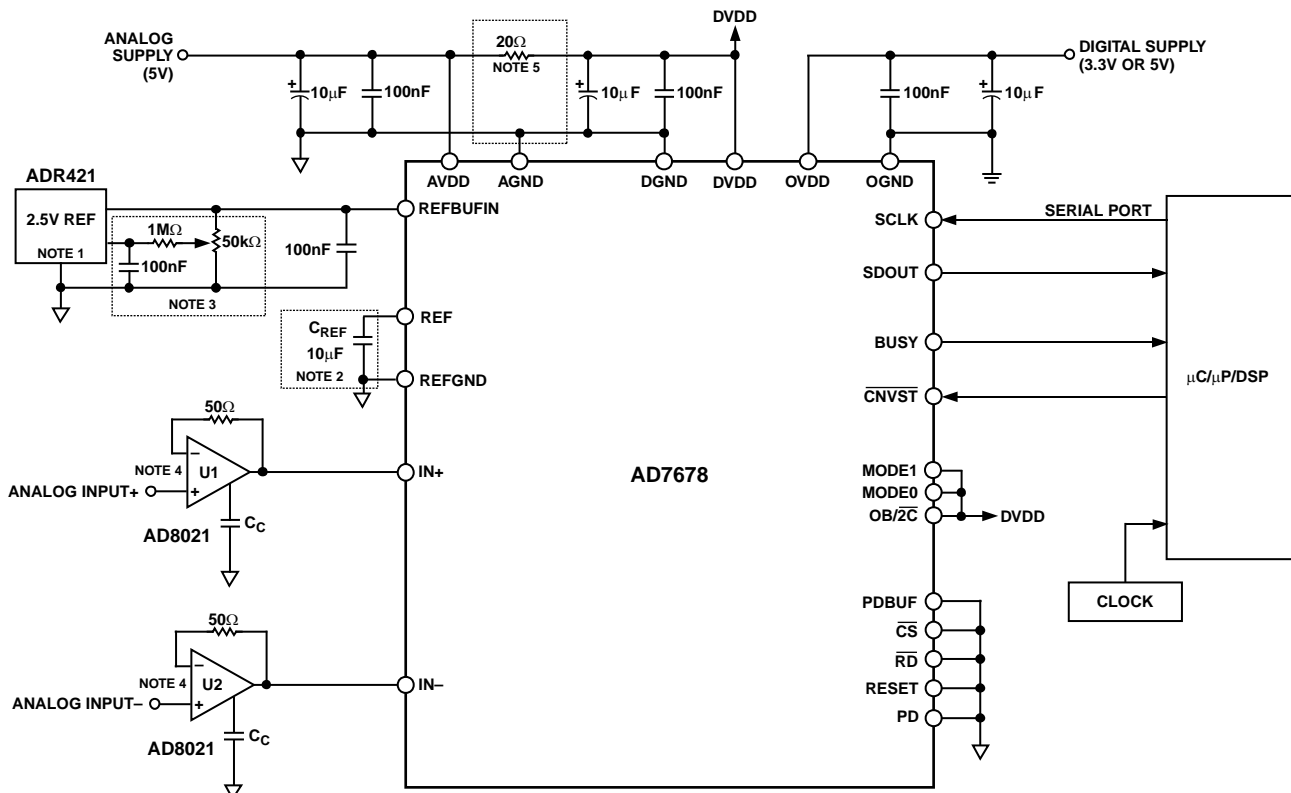 DVDD
ANALOG
SUPPLY
(5V)
20Ω
NOTE 5
DIGITAL SUPPLY
(3.3V OR 5V)
+
10μF
100nF
+
10μF
100nF
100nF
+
10μF
AVDD
AGND
DGND
DVDD
OVDD
OGND
ADR421
2.5V REF
NOTE 1
1MΩ
50kΩ
100nF
NOTE 3
100nF
REFBUFIN
SCLK
SERIAL PORT
SDOUT
CREF
10μF
NOTE 2
REF
REFGND
BUSY
CNVST
μC/μP/DSP
50Ω
–
NOTE 4
U1
+
ANALOG INPUT+
AD8021
CC
IN+
AD7678
MODE1
MODE0
OB/2C
DVDD
CLOCK
50Ω
–
NOTE 4
U2
+
ANALOG INPUT–
AD8021
CC
IN–
PDBUF
CS
RD
RESET
PD